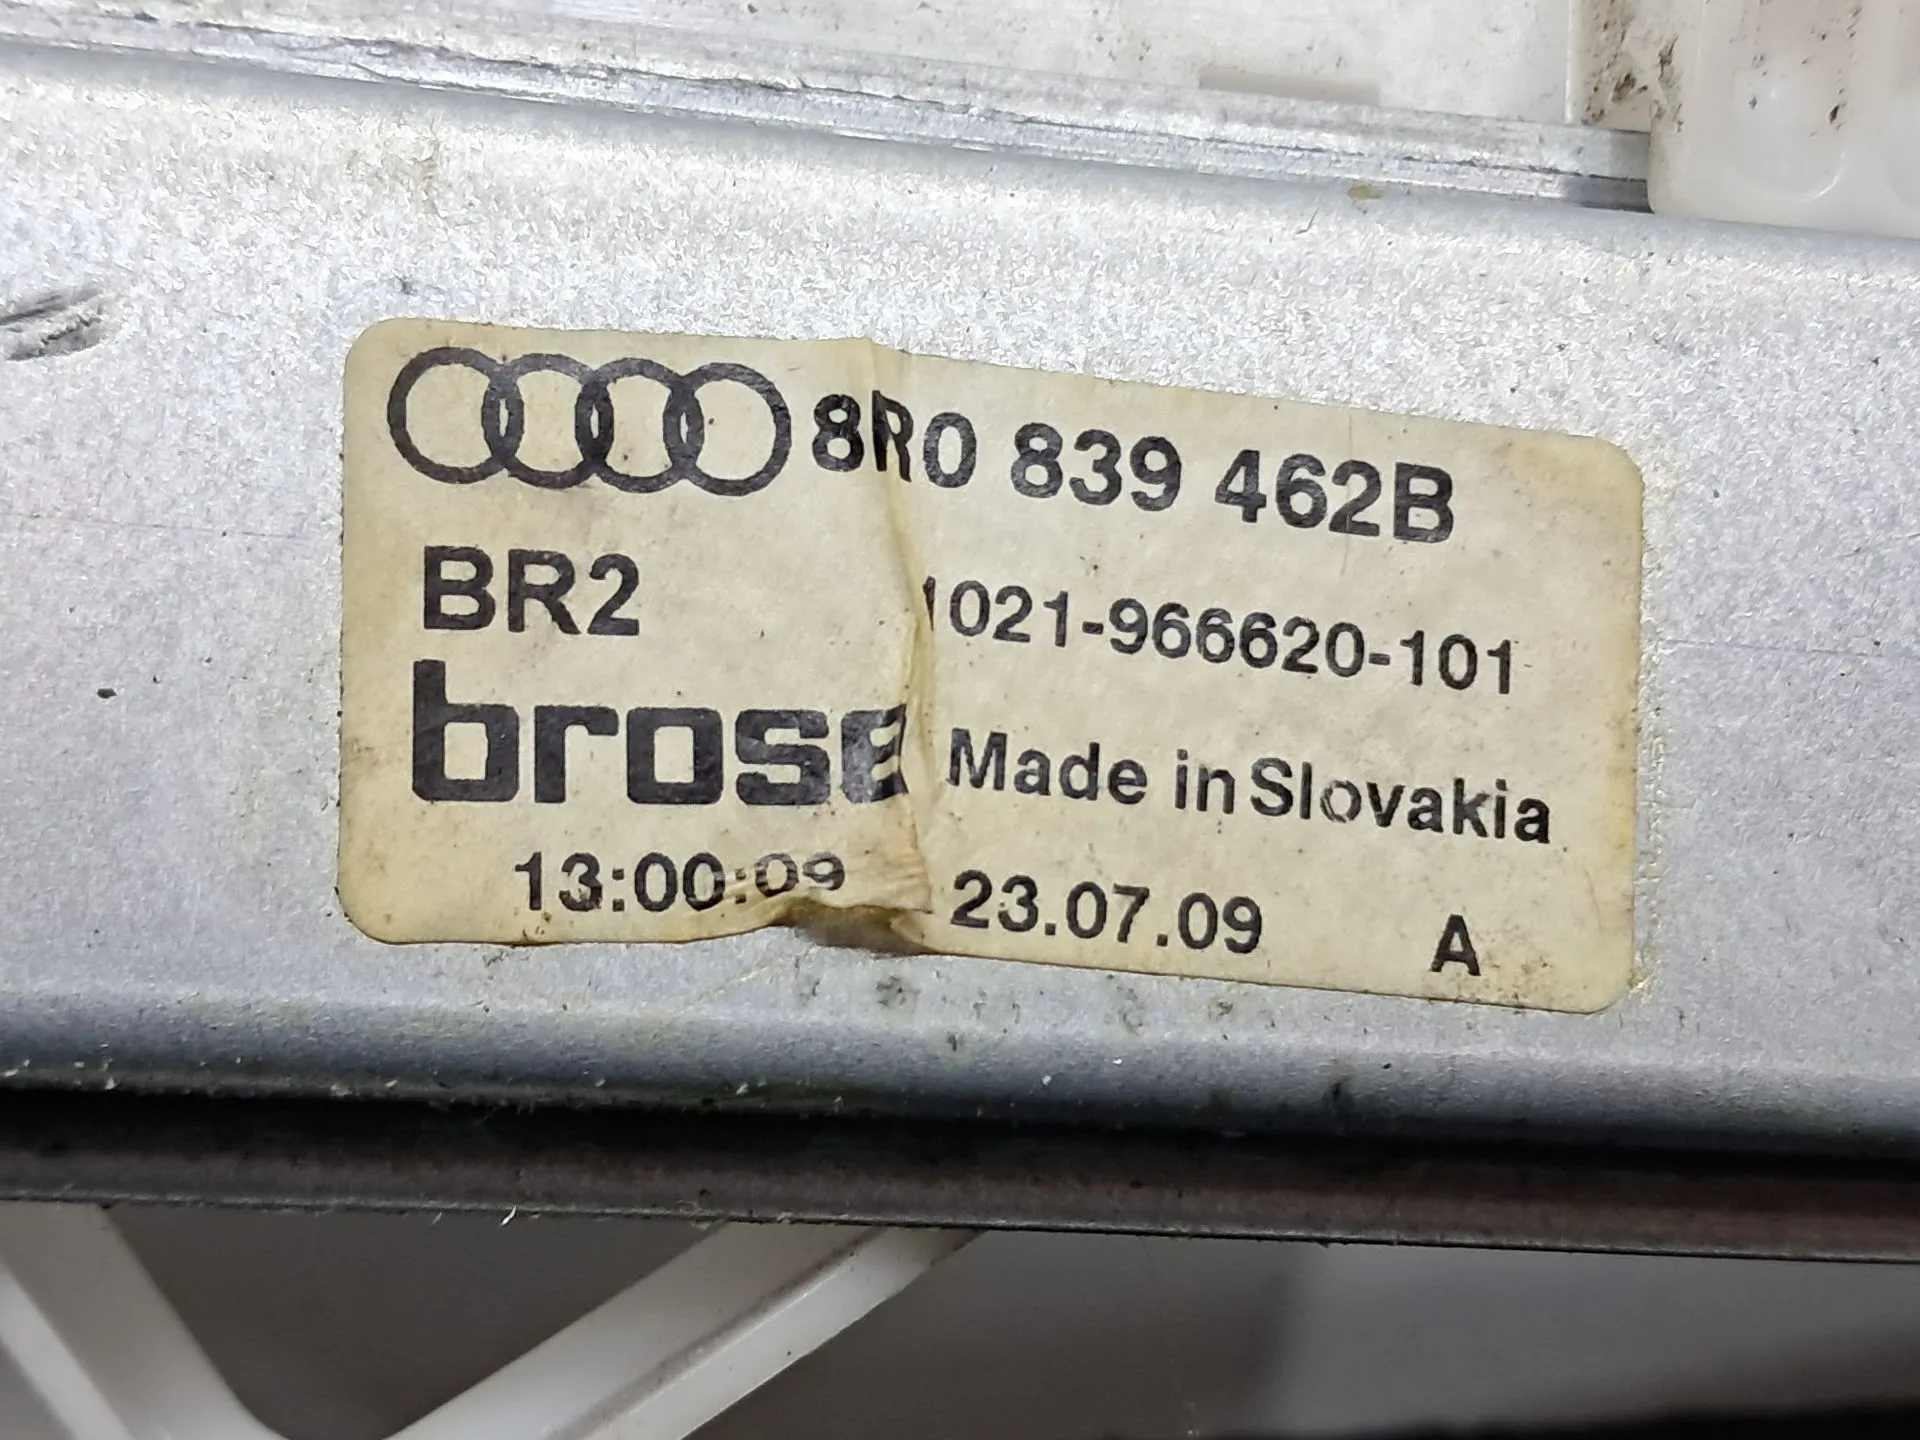 8R0 839 462B
BR2 1021-966620-101
brose Made in Slovakia
13:00:09 23.07.09 A